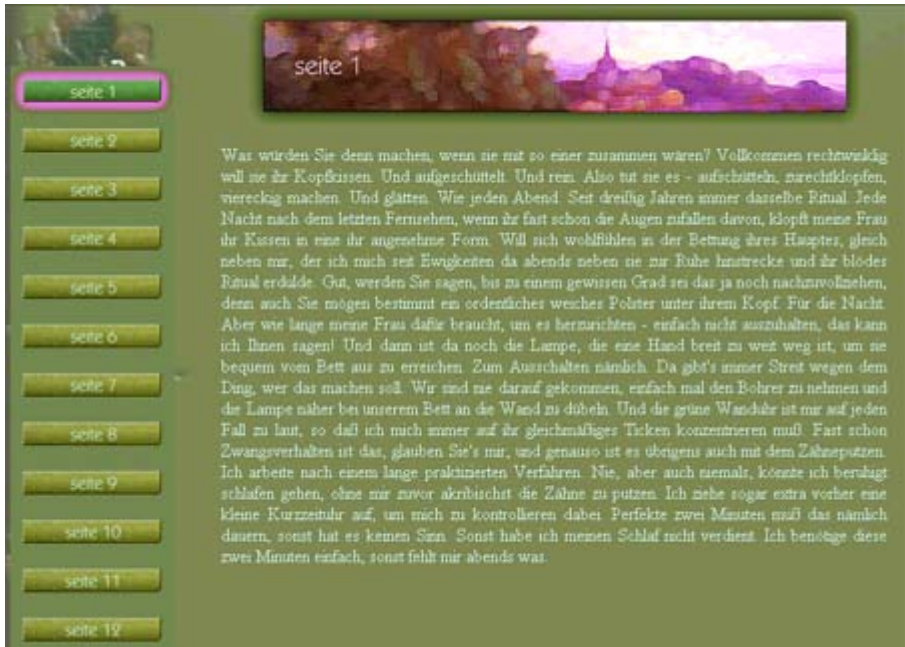 seite 1
seite 1
seite 2
seite 3
seite 4
seite 5
seite 6
seite 7
seite 8
seite 9
seite 10
seite 11
seite 12
Was würden Sie denn machen, wenn sie mit so einer zusammen wären? Vollkommen rechtwinklig
will sie ihr Kopfkissen. Und aufgeschüttelt. Und rein. Also tut sie es - aufschütteln, zurechtklopfen,
viereckig machen. Und glätten. Wie jeden Abend. Seit dreißig Jahren immer dasselbe Ritual. Jede
Nacht nach dem letzten Fernsehen, wenn ihr fast schon die Augen zufallen davon, klopft meine Frau
ihr Kissen in eine ihr angenehme Form. Will sich wohlfühlen in der Bettung ihres Hauptes, gleich
neben mir, der ich mich seit Ewigkeiten da abends neben sie zur Ruhe hinstrecke und ihr blödes
Ritual erdulde. Gut, werden Sie sagen, bis zu einem gewissen Grad sei das ja noch nachzuvollziehen,
denn auch Sie mögen bestimmt ein ordentliches weiches Polster unter ihrem Kopf. Für die Nacht.
Aber wie lange meine Frau dafür braucht, um es herzurichten - einfach nicht auszuhalten, das kann
ich Ihnen sagen! Und dann ist da noch die Lampe, die eine Hand breit zu weit weg ist, um sie
bequem vom Bett aus zu erreichen. Zum Ausschalten nämlich. Da gibt's immer Streit wegen dem
Ding, wer das machen soll. Wir sind nie darauf gekommen, einfach mal den Bohrer zu nehmen und
die Lampe näher bei unserem Bett an die Wand zu dübeln. Und die grüne Wanduhr ist mir auf jeden
Fall zu laut, so daß ich mich immer auf ihr gleichmäßiges Ticken konzentrieren muß. Fast schon
Zwangsverhalten ist das, glauben Sie's mir, und genauso ist es übrigens auch mit dem Zähneputzen.
Ich arbeite nach einem lange praktizierten Verfahren. Nie, aber auch niemals, könnte ich beruhigt
schlafen gehen, ohne mir zuvor akribischst die Zähne zu putzen. Ich ziehe sogar extra vorher eine
kleine Kurzzeituhr auf, um mich zu kontrollieren dabei. Perfekte zwei Minuten muß das nämlich
dauern, sonst hat es keinen Sinn. Sonst habe ich meinen Schlaf nicht verdient. Ich benötige diese
zwei Minuten einfach, sonst fehlt mir abends was.